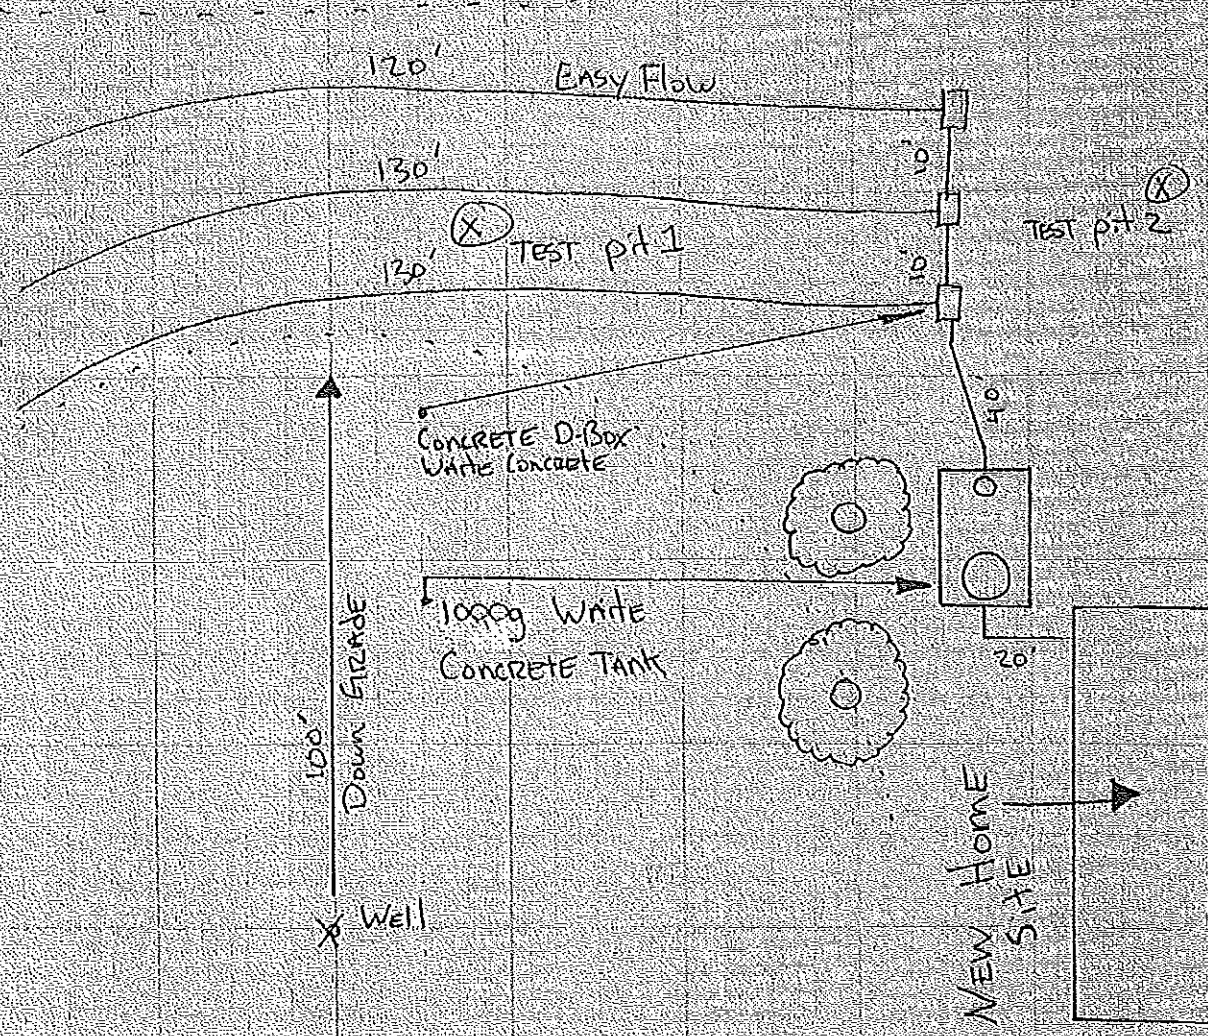 120'
EASY FLOW
10'
130'
TEST pit 1
TEST pit 2
130'
10'
40'
CONCRETE D-BOX
WHITE CONCRETE
1000g WHITE
CONCRETE TANK
20'
100'
DOWN GRADE
NEW HOME
SITE
WEll